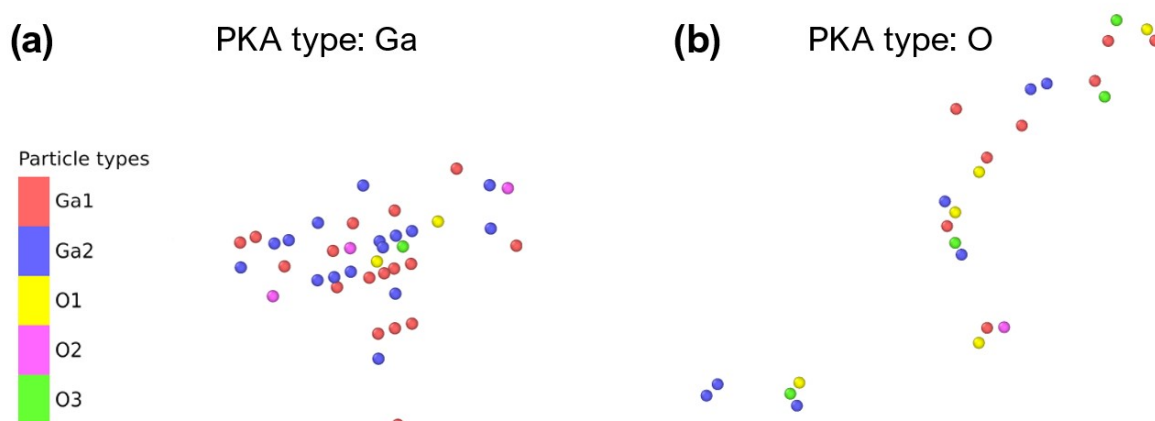 (a) PKA type: Ga
(b) PKA type: O
Particle types
Ga1
Ga2
O1
O2
O3